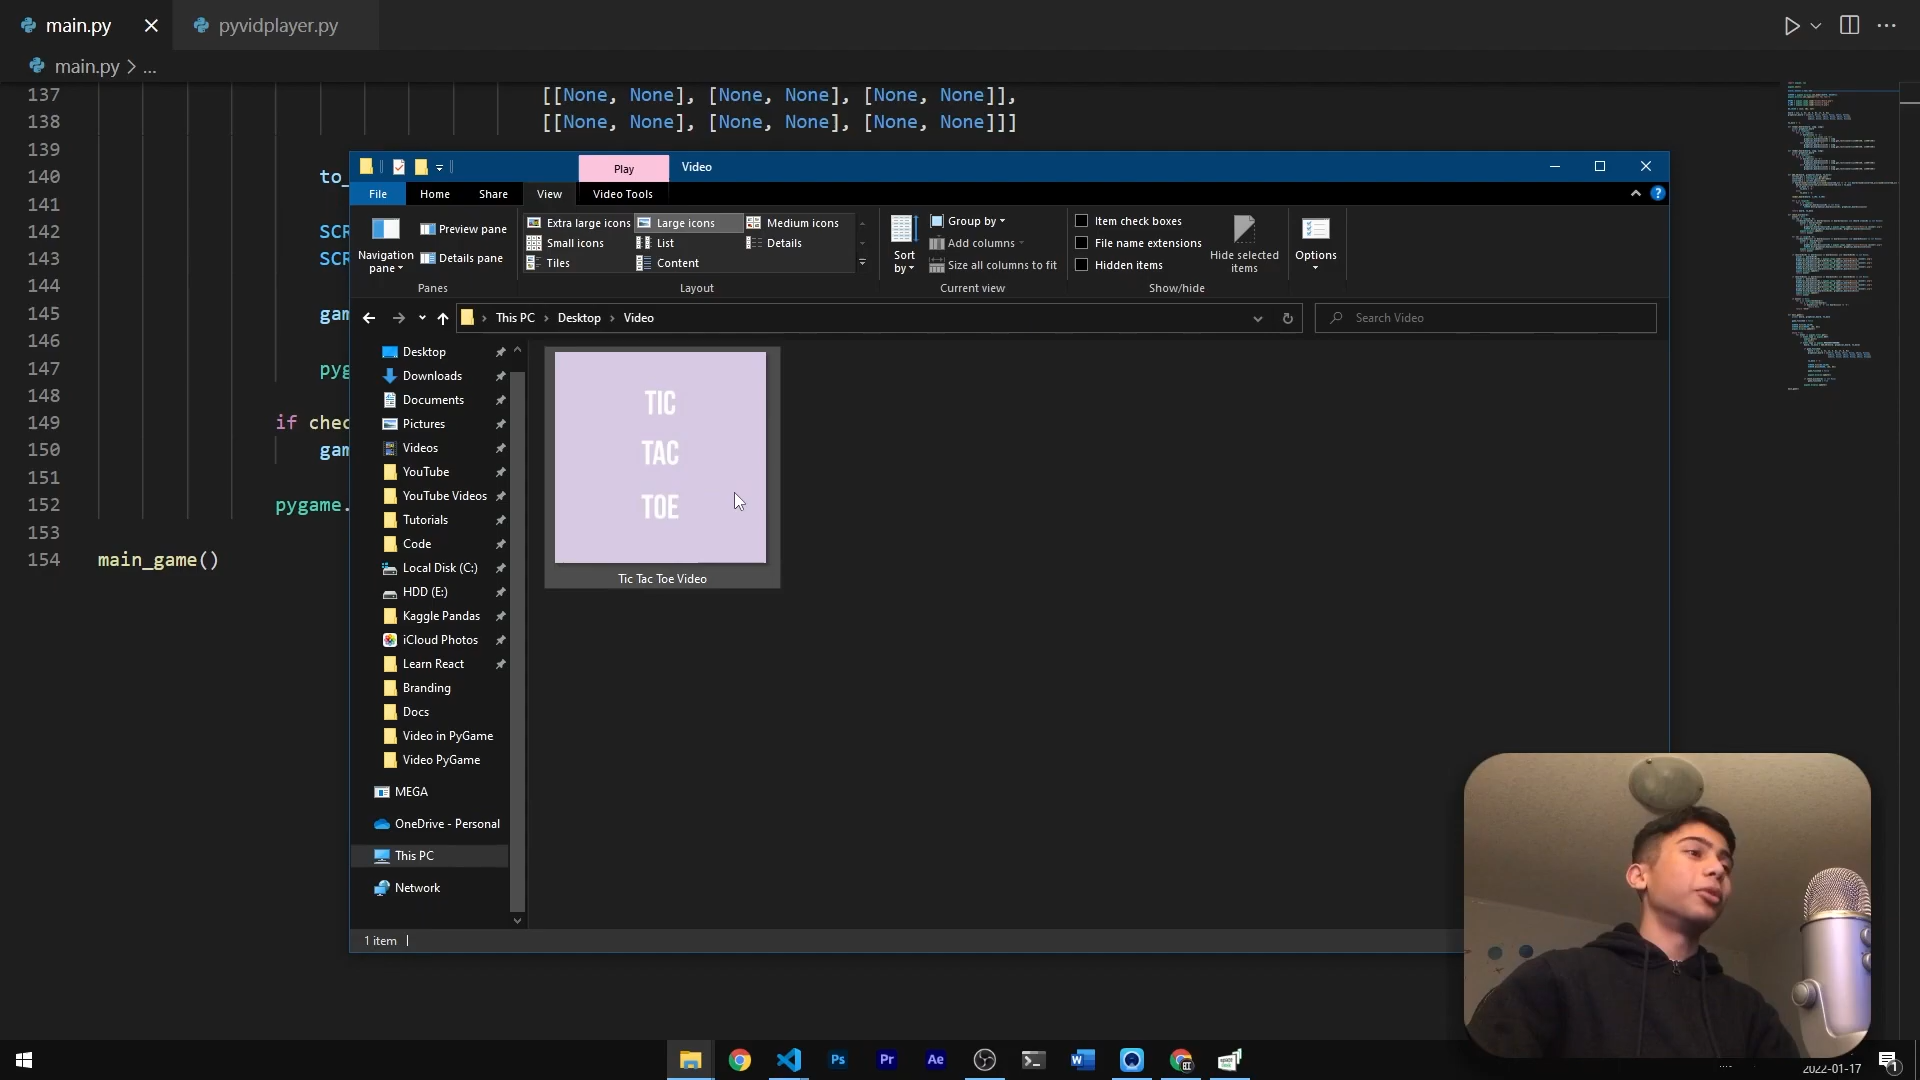 main.py
pyvidplayer.py
main.py > ...
137 [[None, None], [None, None], [None, None]],
138 [[None, None], [None, None], [None, None]]]
139
140 to_
141
142 SCR
143 SCR
144
145 gam
146
147 pyg
148
149 if chec
150 gam
151
152 pygame.
153
154 main_game()
Play
Video
File
Home
Share
View
Video Tools
Navigation pane
Preview pane
Details pane
Panes
Extra large icons
Large icons
Medium icons
Small icons
List
Details
Tiles
Content
Layout
Sort by
Group by
Add columns
Size all columns to fit
Current view
Item check boxes
File name extensions
Hidden items
Hide selected items
Show/hide
Options
This PC > Desktop > Video
Search Video
Desktop
Downloads
Documents
Pictures
Videos
YouTube
YouTube Videos
Tutorials
Code
Local Disk (C:)
HDD (E:)
Kaggle Pandas
iCloud Photos
Learn React
Branding
Docs
Video in PyGame
Video PyGame
MEGA
OneDrive - Personal
This PC
Network
TIC
TAC
TOE
Tic Tac Toe Video
1 item
Ps
Pr
Ae
2022-01-17
1